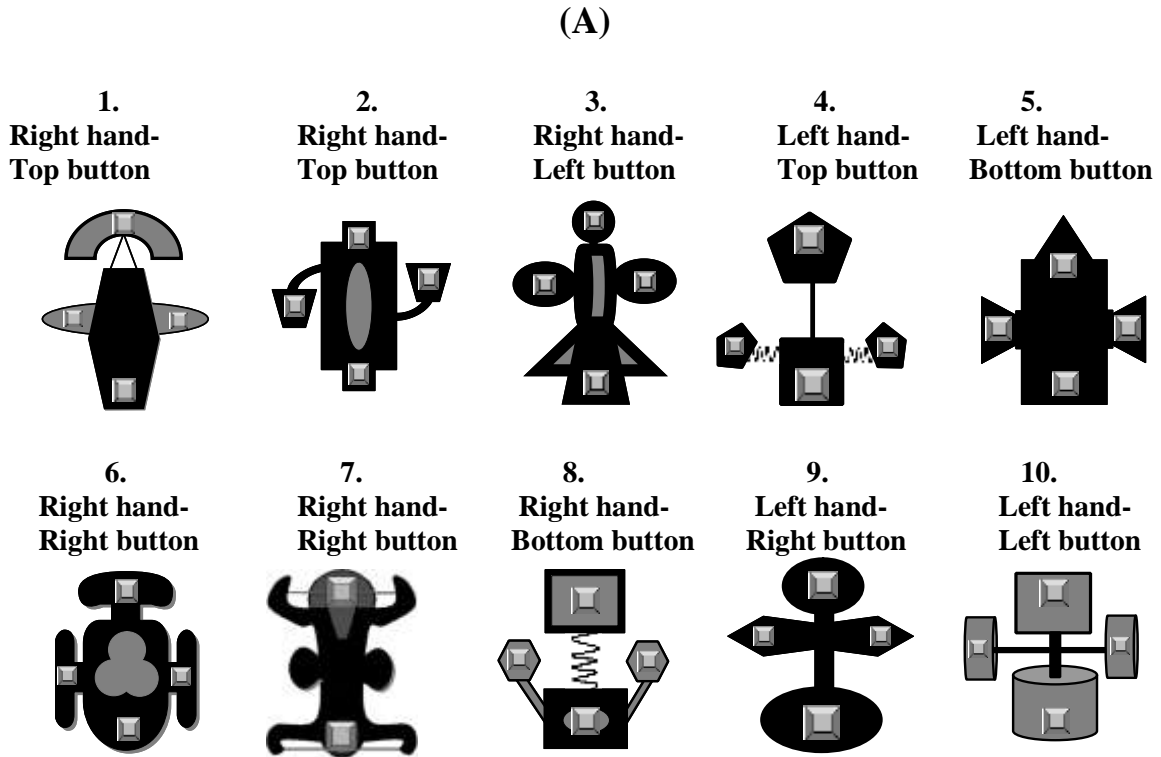 (A)
1.
Right hand-
Top button
2.
Right hand-
Top button
3.
Right hand-
Left button
4.
Left hand-
Top button
5.
Left hand-
Bottom button
6.
Right hand-
Right button
7.
Right hand-
Right button
8.
Right hand-
Bottom button
9.
Left hand-
Right button
10.
Left hand-
Left button